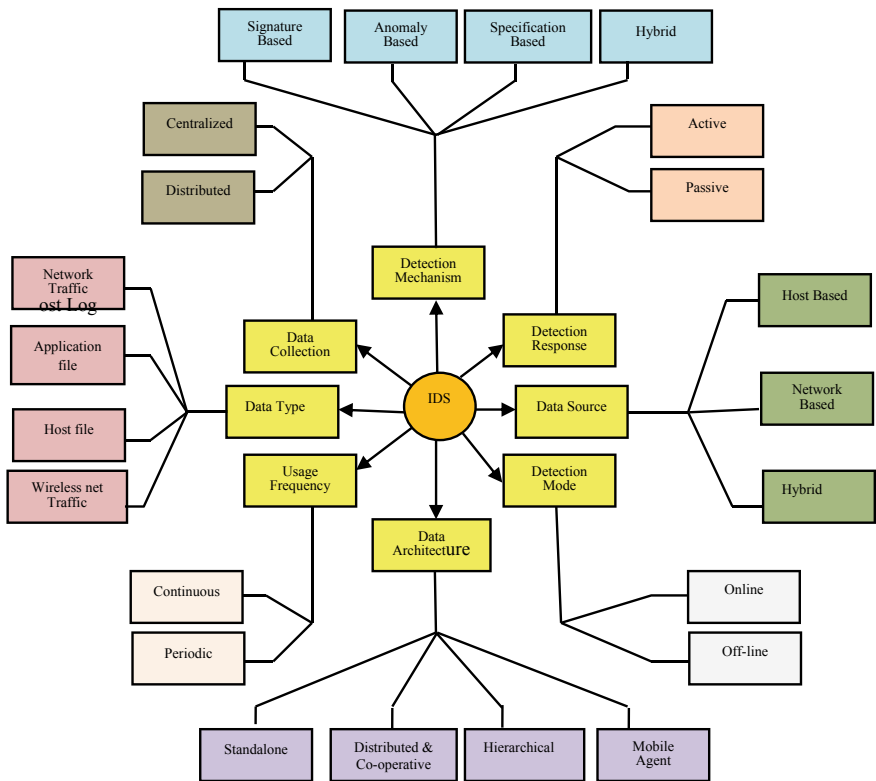 Signature
Based
Anomaly
Based
Specification
Based
Hybrid
Centralized
Distributed
Active
Passive
Detection
Mechanism
Network
Traffic
ost Log
Application
file
Host file
Wireless net
Traffic
Data
Collection
Detection
Response
Data Type
IDS
Data Source
Usage
Frequency
Detection
Mode
Data
Architecture
Host Based
Network
Based
Hybrid
Continuous
Periodic
Online
Off-line
Standalone
Distributed &
Co-operative
Hierarchical
Mobile
Agent